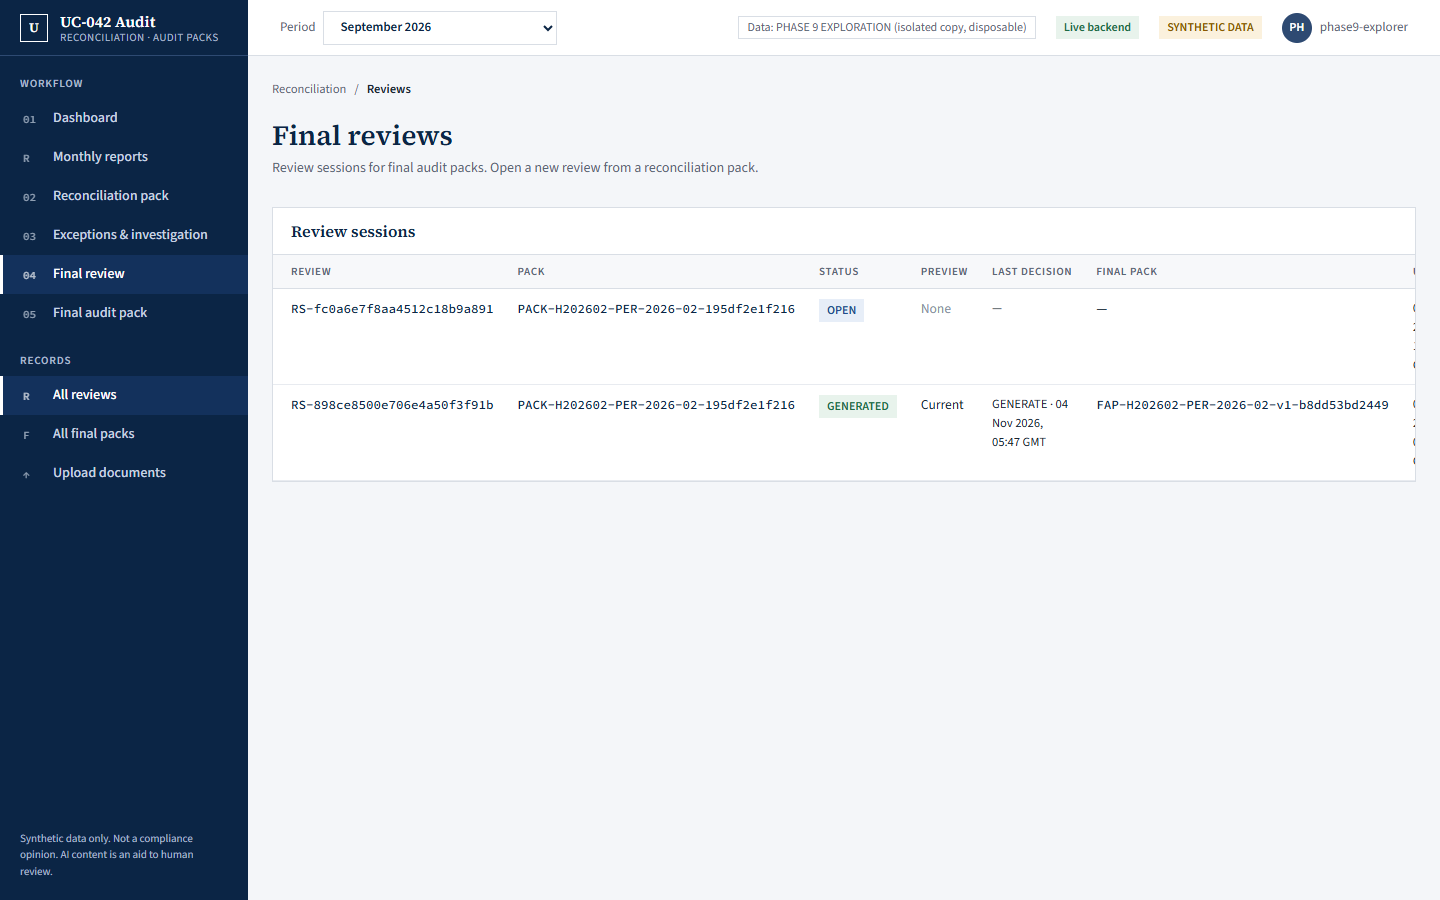 U
UC-042 Audit
RECONCILIATION · AUDIT PACKS
Period
September 2026
Data: PHASE 9 EXPLORATION (isolated copy, disposable)
Live backend
SYNTHETIC DATA
PH
phase9-explorer
WORKFLOW
01 Dashboard
R Monthly reports
02 Reconciliation pack
03 Exceptions & investigation
04 Final review
05 Final audit pack
RECORDS
R All reviews
F All final packs
↑ Upload documents
Synthetic data only. Not a compliance
opinion. AI content is an aid to human
review.
Reconciliation / Reviews
Final reviews
Review sessions for final audit packs. Open a new review from a reconciliation pack.
Review sessions
REVIEW PACK STATUS PREVIEW LAST DECISION FINAL PACK
RS-fc0a6e7f8aa4512c18b9a891 PACK-H202602-PER-2026-02-195df2e1f216 OPEN None — —
RS-898ce8500e706e4a50f3f91b PACK-H202602-PER-2026-02-195df2e1f216 GENERATED Current GENERATE · 04 FAP-H202602-PER-2026-02-v1-b8dd53bd2449
Nov 2026,
05:47 GMT